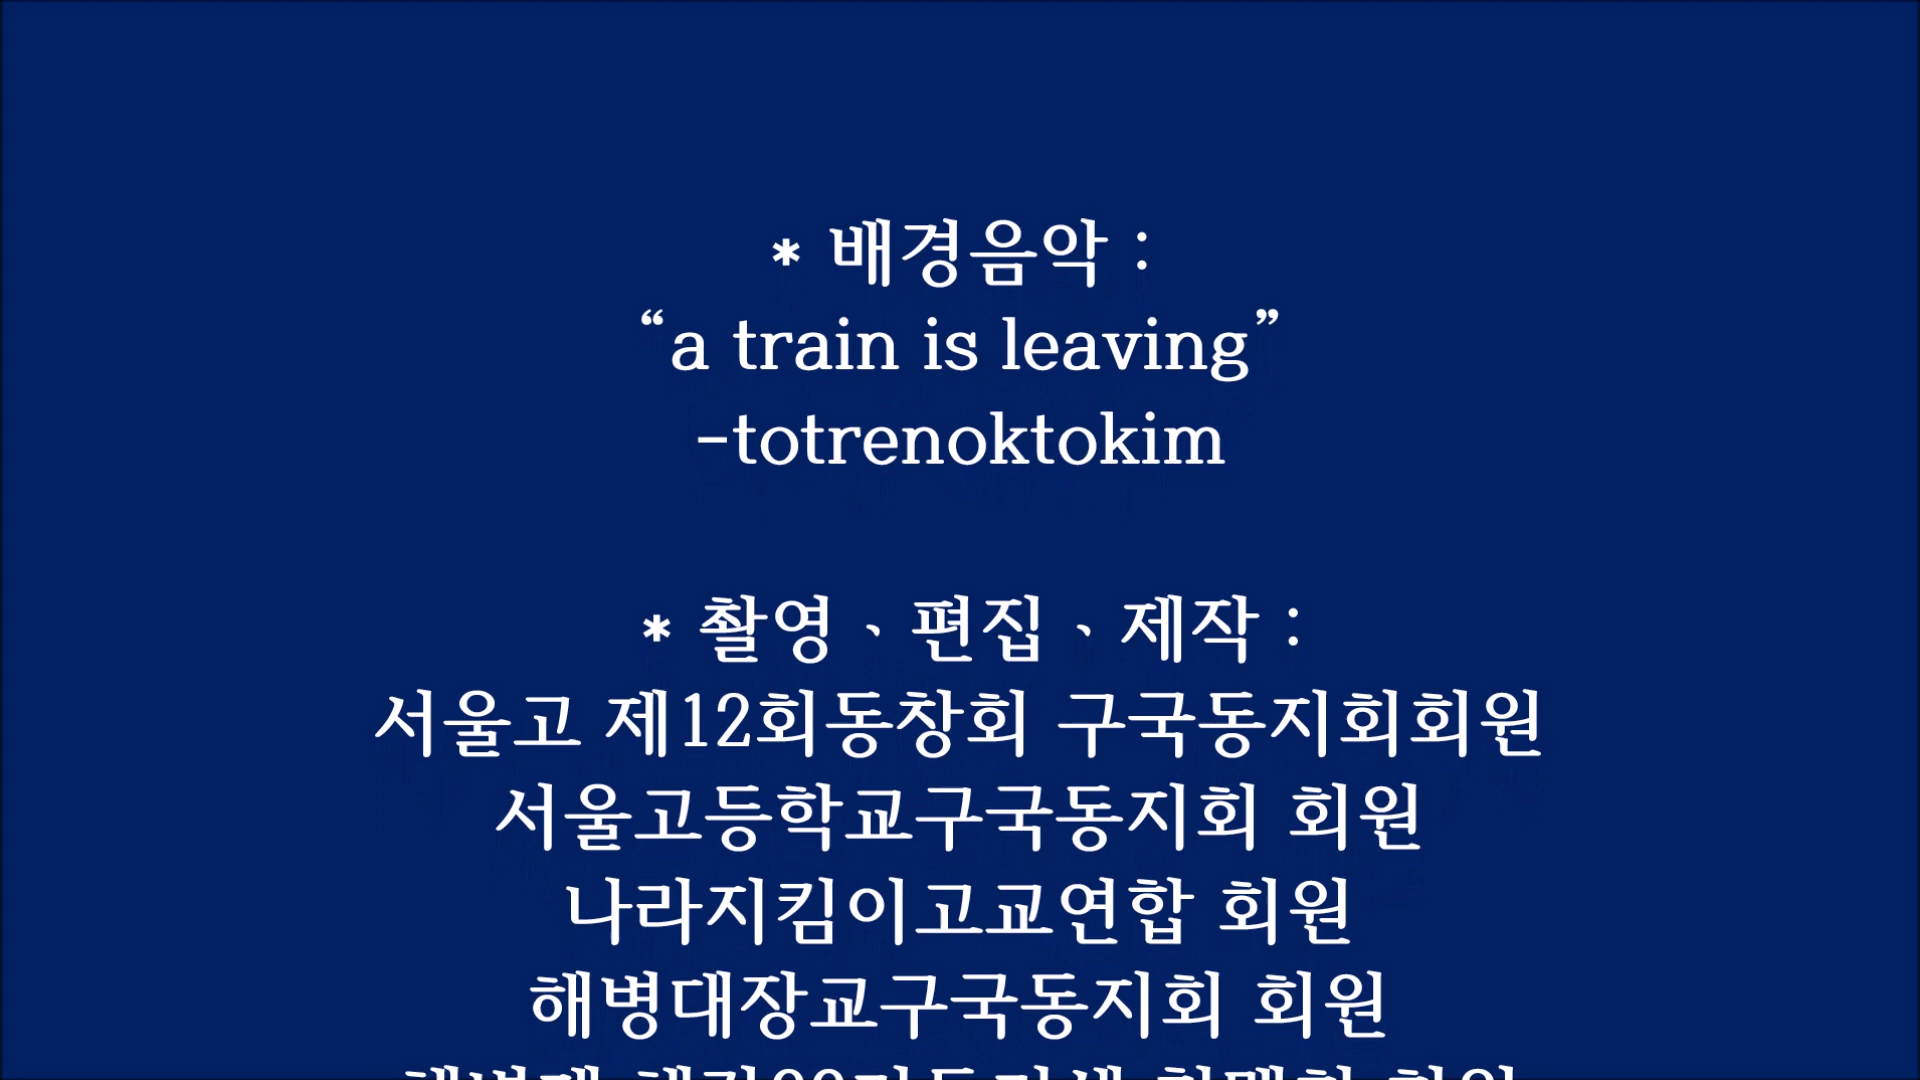 * 배경음악 :
“a train is leaving”
-totrenoktokim
* 촬영、편집、제작 :
서울고 제12회동창회 구국동지회회원
서울고등학교구국동지회 회원
나라지킴이고교연합 회원
해병대장교구국동지회 회원